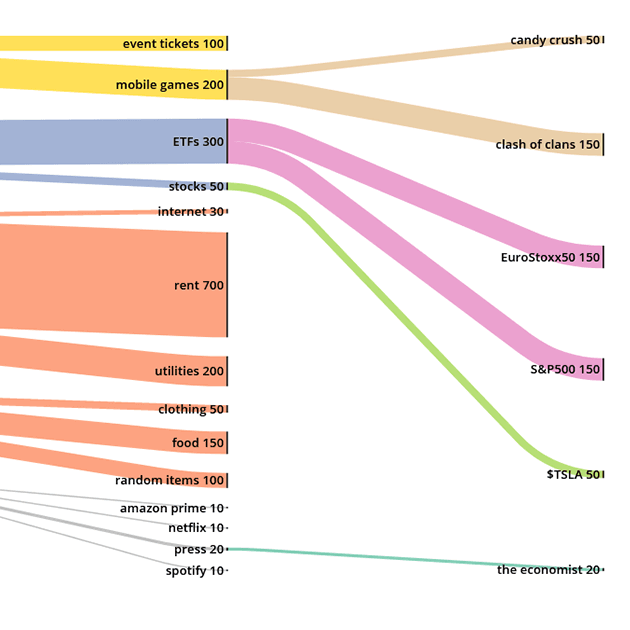 event tickets 100
mobile games 200
ETFs 300
stocks 50
internet 30
rent 700
utilities 200
clothing 50
food 150
random items 100
amazon prime 10
netflix 10
press 20
spotify 10
candy crush 50
clash of clans 150
EuroStoxx50 150
S&P500 150
$TSLA 50
the economist 20